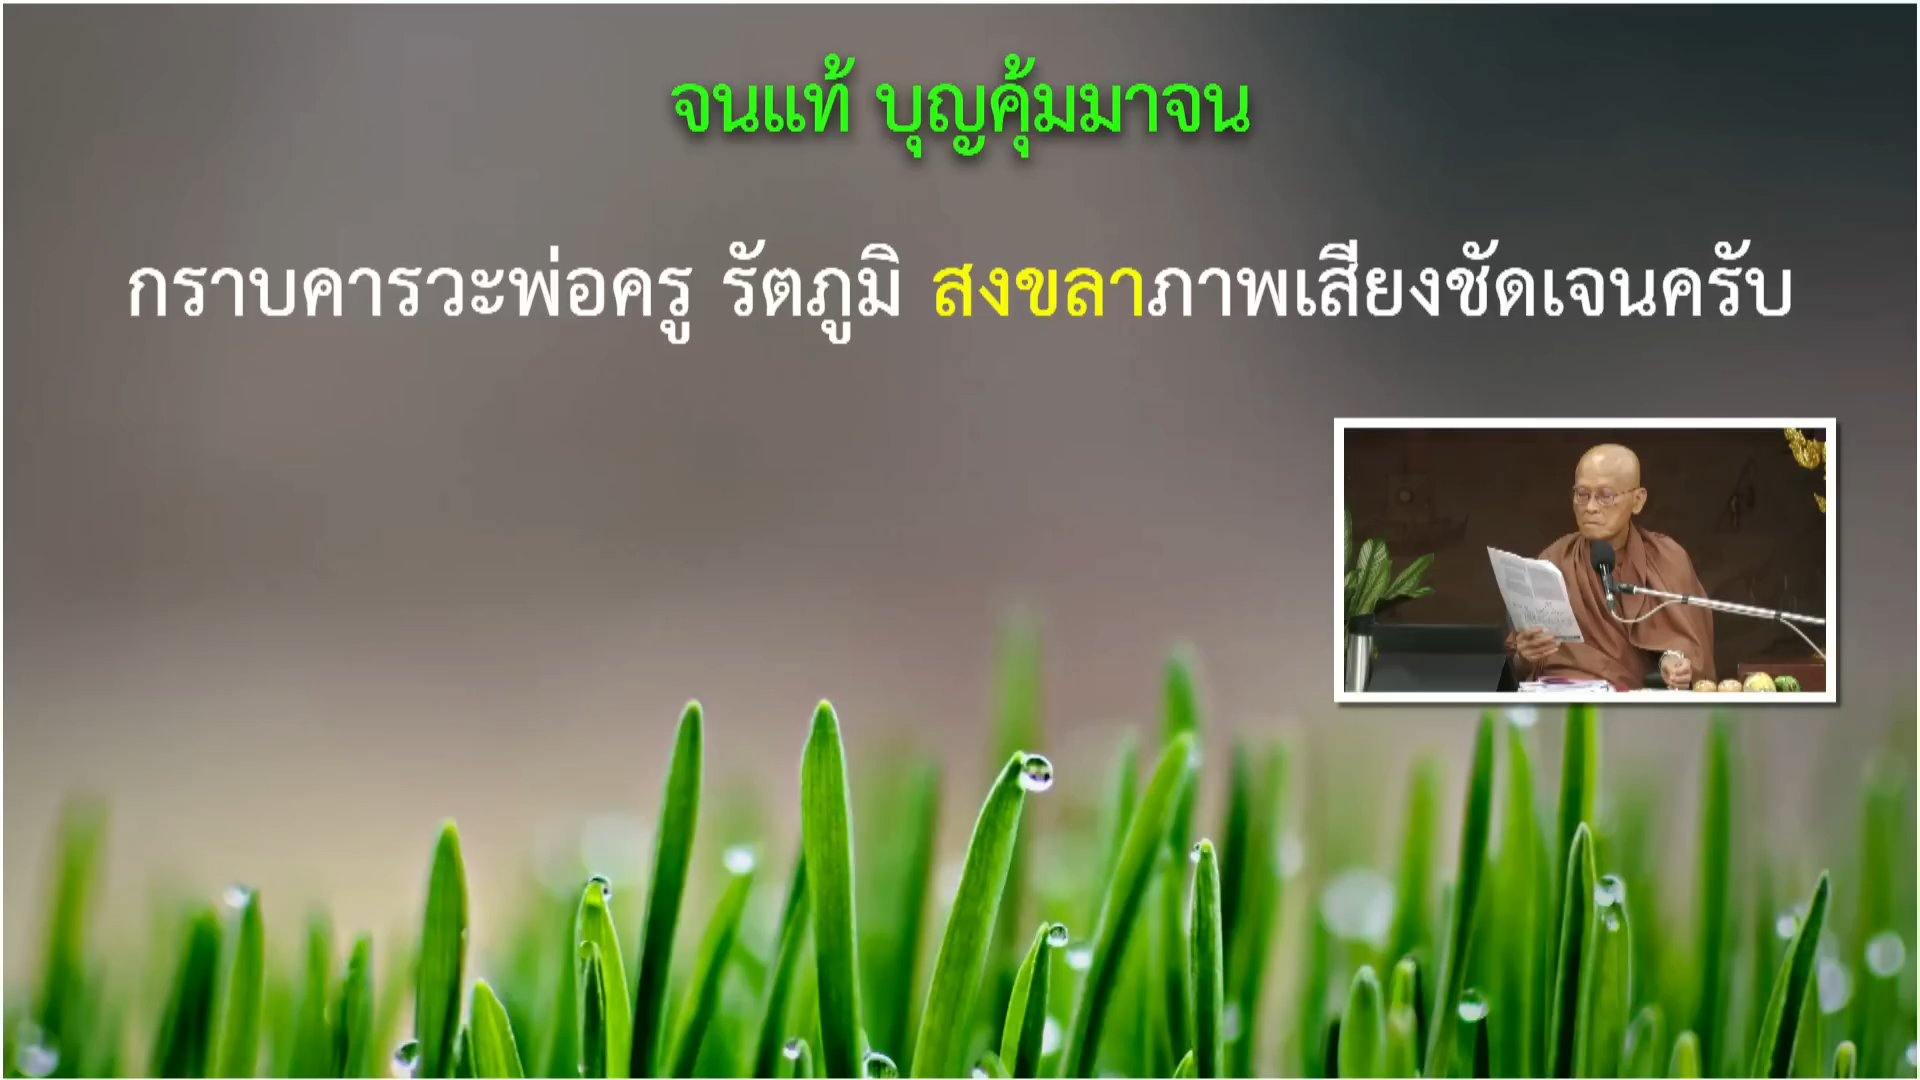 จนแท้ บุญคุ้มมาจน
กราบคารวะพ่อครู รัตภูมิ สงขลาภาพเสียงชัดเจนครับ